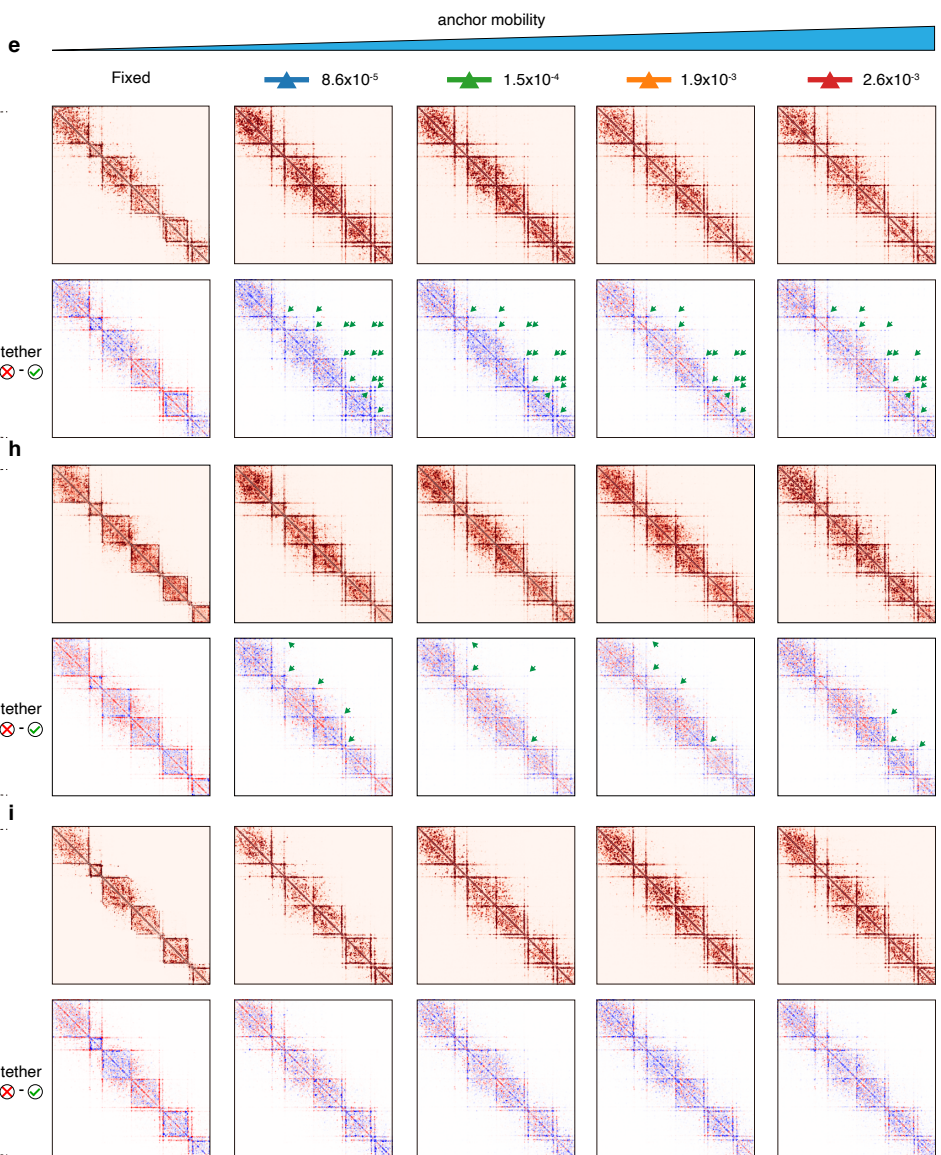 anchor mobility
e
Fixed 8.6x10-5 1.5x10-4 1.9x10-3 2.6x10-3
tether
-
h
tether
-
i
tether
-